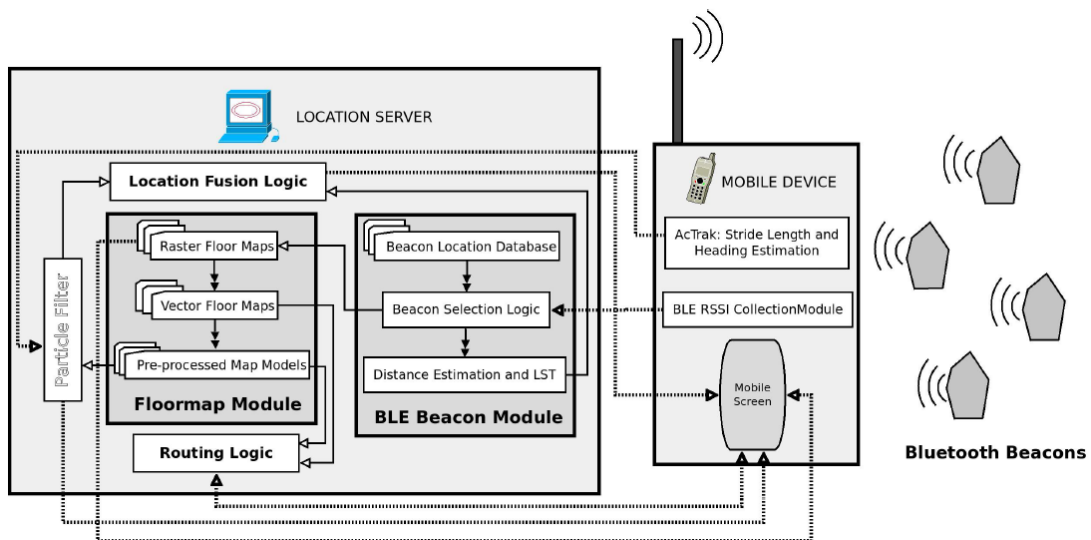 LOCATION SERVER
Location Fusion Logic
Raster Floor Maps
Vector Floor Maps
Pre-processed Map Models
Floormap Module
Particle Filter
Routing Logic
Beacon Location Database
Beacon Selection Logic
Distance Estimation and LST
BLE Beacon Module
MOBILE DEVICE
AcTrak: Stride Length and
Heading Estimation
BLE RSSI CollectionModule
Mobile
Screen
Bluetooth Beacons